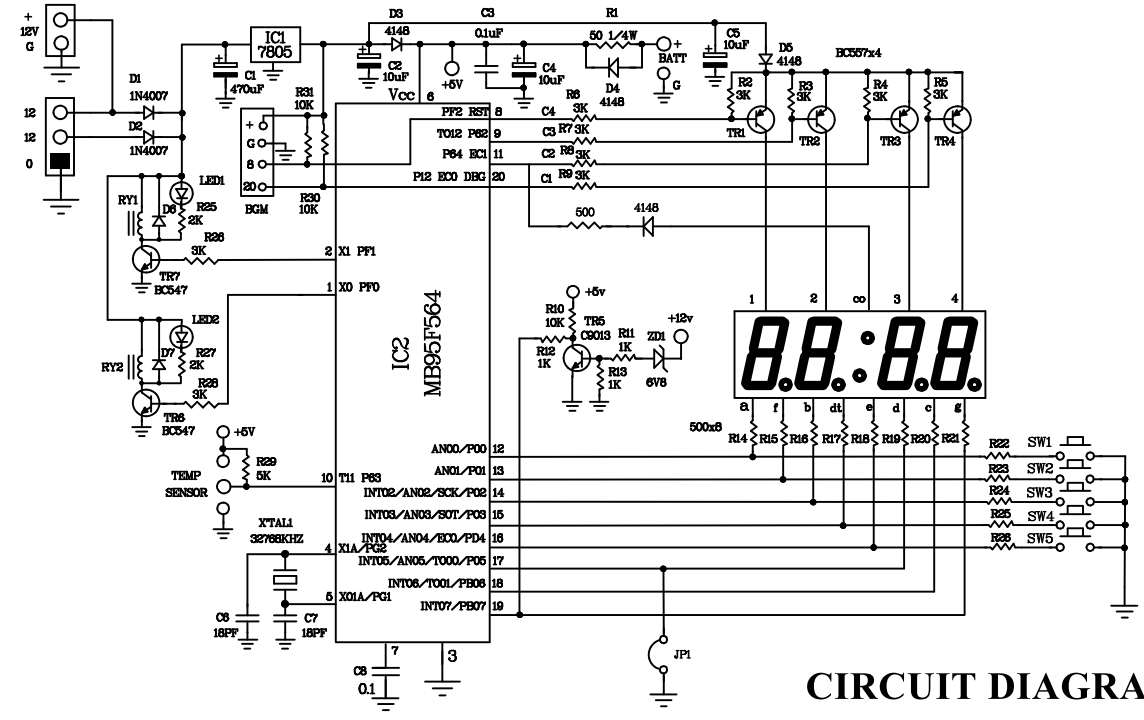 +
12V
G
12
12
0
D1
1N4007
D2
1N4007
IC1
7805
+
C1
470uF
D3
4148
+
C2
10uF
C3
0.1uF
+
C4
10uF
+5V
R1
50 1/4W
D4
4148
+
BATT
G
+
C5
10uF
D5
4148
BC557x4
R2
3K
R3
3K
R4
3K
R5
3K
TR1
TR2
TR3
TR4
R31
10K
R30
10K
+
G
8
20
BGM
Vcc
6
PF2 RST 8
TO12 P62 9
P64 EC1 11
P12 EC0 DBG 20
C4
R6
3K
C3
R7
3K
C2
R8
3K
C1
R9
3K
500
4148
RY1
D6
LED1
R25
2K
R26
3K
TR7
BC547
2 X1 PF1
1 X0 PF0
RY2
D7
LED2
R27
2K
R28
3K
TR6
BC547
IC2
MB95F564
+5v
R10
10K
R12
1K
TR5
C9013
R11
1K
R13
1K
ZD1
6V8
+12v
1 2 co 3 4
88:88
a f b dt e d c g
500x8
R14 R15 R16 R17 R18 R19 R20 R21
+5V
R29
5K
TEMP
SENSOR
10 T11 P63
X'TAL1
32768KHZ
4 X1A/PG2
5 X01A/PG1
C6
18PF
C7
18PF
AN00/P00 12
AN01/P01 13
INT02/AN02/SCK/P02 14
INT03/AN03/SOT/P03 15
INT04/AN04/EC0/PD4 16
INT05/AN05/TO00/P05 17
INT06/TO01/PB06 18
INT07/PB07 19
R22
SW1
R23
SW2
R24
SW3
R25
SW4
R26
SW5
7
3
C8
0.1
JP1
CIRCUIT DIAGRA